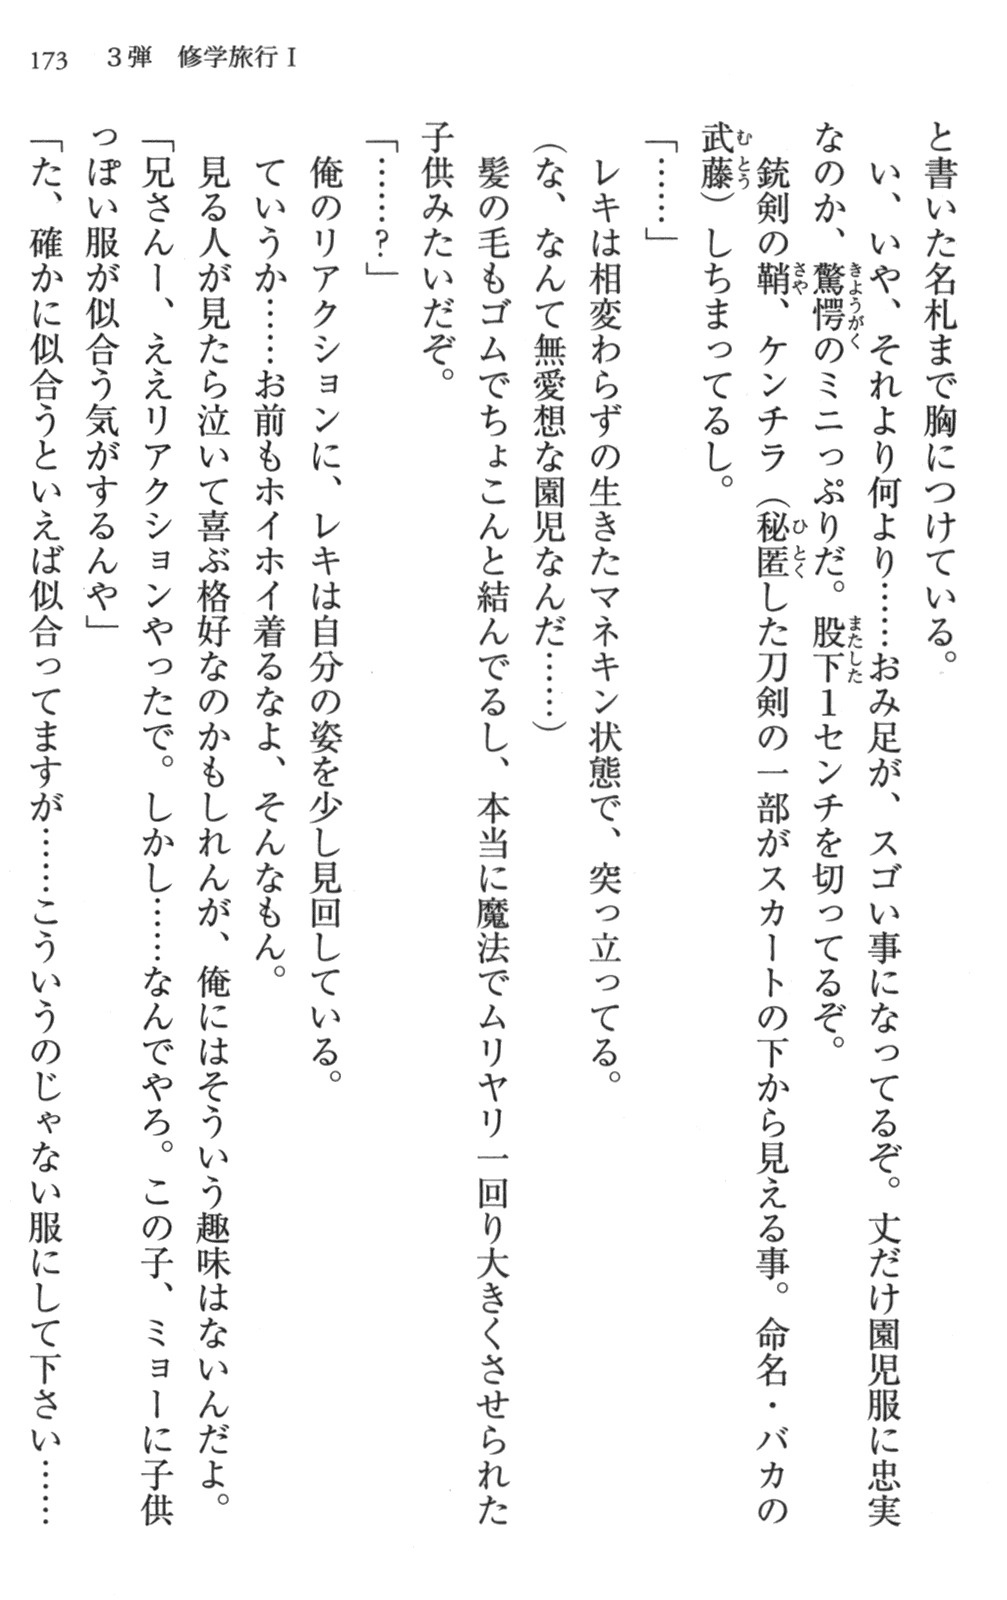 173　3弾　修学旅行Ⅰ
と書いた名札まで胸につけている。
い、いや、それより何より……おみ足が、スゴい事になってるぞ。丈だけ園児服に忠実
なのか、驚愕のミニっぷりだ。股下1センチを切ってるぞ。
銃剣の鞘、ケンチラ（秘匿した刀剣の一部がスカートの下から見える事。命名・バカの
武藤）しちまってるし。
「……」
レキは相変わらずの生きたマネキン状態で、突っ立ってる。
（な、なんて無愛想な園児なんだ……）
髪の毛もゴムでちょこんと結んでるし、本当に魔法でムリヤリ一回り大きくさせられた
子供みたいだぞ。
「……？」
俺のリアクションに、レキは自分の姿を少し見回している。
ていうか……お前もホイホイ着るなよ、そんなもん。
見る人が見たら泣いて喜ぶ格好なのかもしれんが、俺にはそういう趣味はないんだよ。
「兄さんー、ええリアクションやったで。しかし……なんでやろ。この子、ミョーに子供
っぽい服が似合う気がするんや」
「た、確かに似合うといえば似合ってますが……こういうのじゃない服にして下さい……